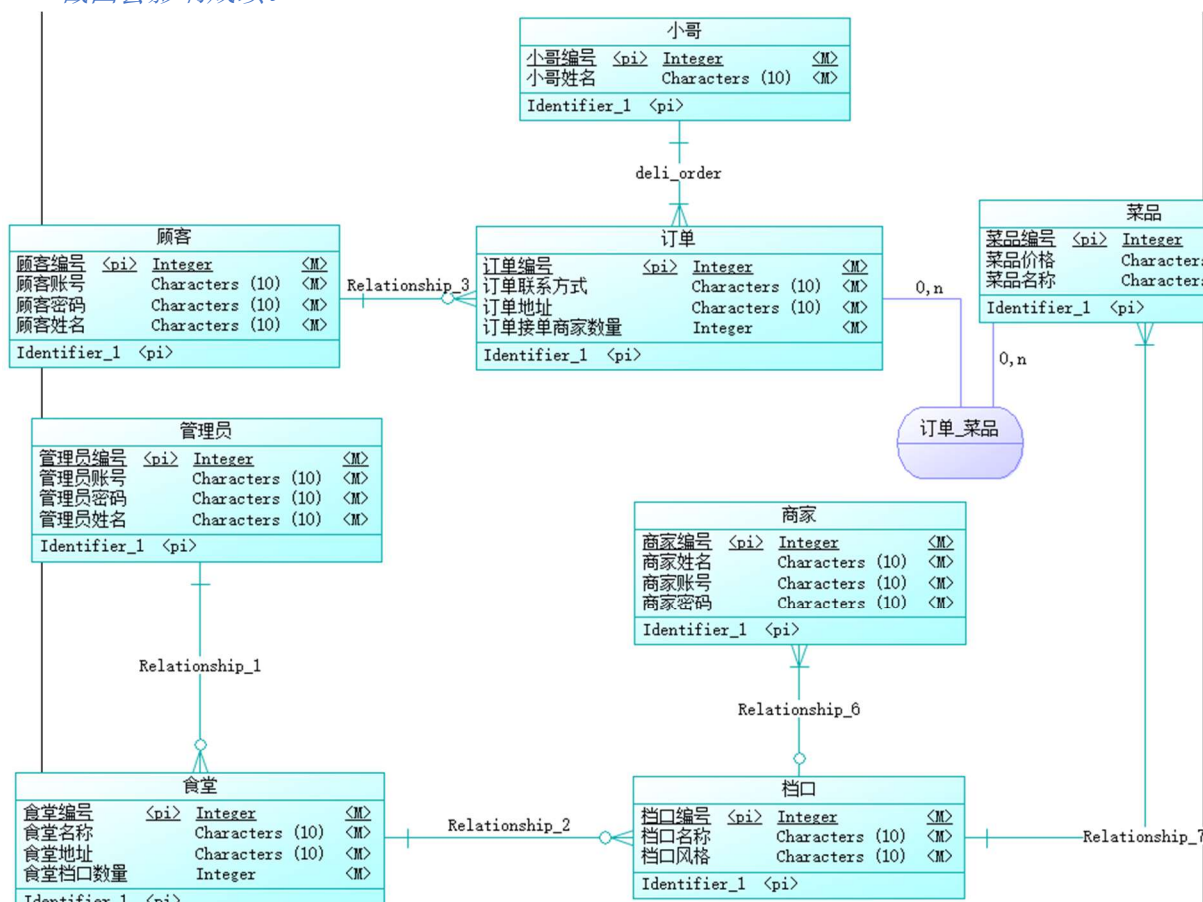 小哥
小哥编号 <pi> Integer <M>
小哥姓名 Characters (10) <M>
Identifier_1 <pi>
deli_order
顾客
顾客编号 <pi> Integer <M>
顾客账号 Characters (10) <M>
顾客密码 Characters (10) <M>
顾客姓名 Characters (10) <M>
Identifier_1 <pi>
Relationship_3
订单
订单编号 <pi> Integer <M>
订单联系方式 Characters (10) <M>
订单地址 Characters (10) <M>
订单接单商家数量 Integer <M>
Identifier_1 <pi>
0,n
菜品
菜品编号 <pi> Integer
菜品价格 Characters
菜品名称 Characters
Identifier_1 <pi>
0,n
订单_菜品
管理员
管理员编号 <pi> Integer <M>
管理员账号 Characters (10) <M>
管理员密码 Characters (10) <M>
管理员姓名 Characters (10) <M>
Identifier_1 <pi>
Relationship_1
商家
商家编号 <pi> Integer <M>
商家姓名 Characters (10) <M>
商家账号 Characters (10) <M>
商家密码 Characters (10) <M>
Identifier_1 <pi>
Relationship_6
食堂
食堂编号 <pi> Integer <M>
食堂名称 Characters (10) <M>
食堂地址 Characters (10) <M>
食堂档口数量 Integer <M>
Identifier_1 <pi>
Relationship_2
档口
档口编号 <pi> Integer <M>
档口名称 Characters (10) <M>
档口风格 Characters (10) <M>
Identifier_1 <pi>
Relationship_7